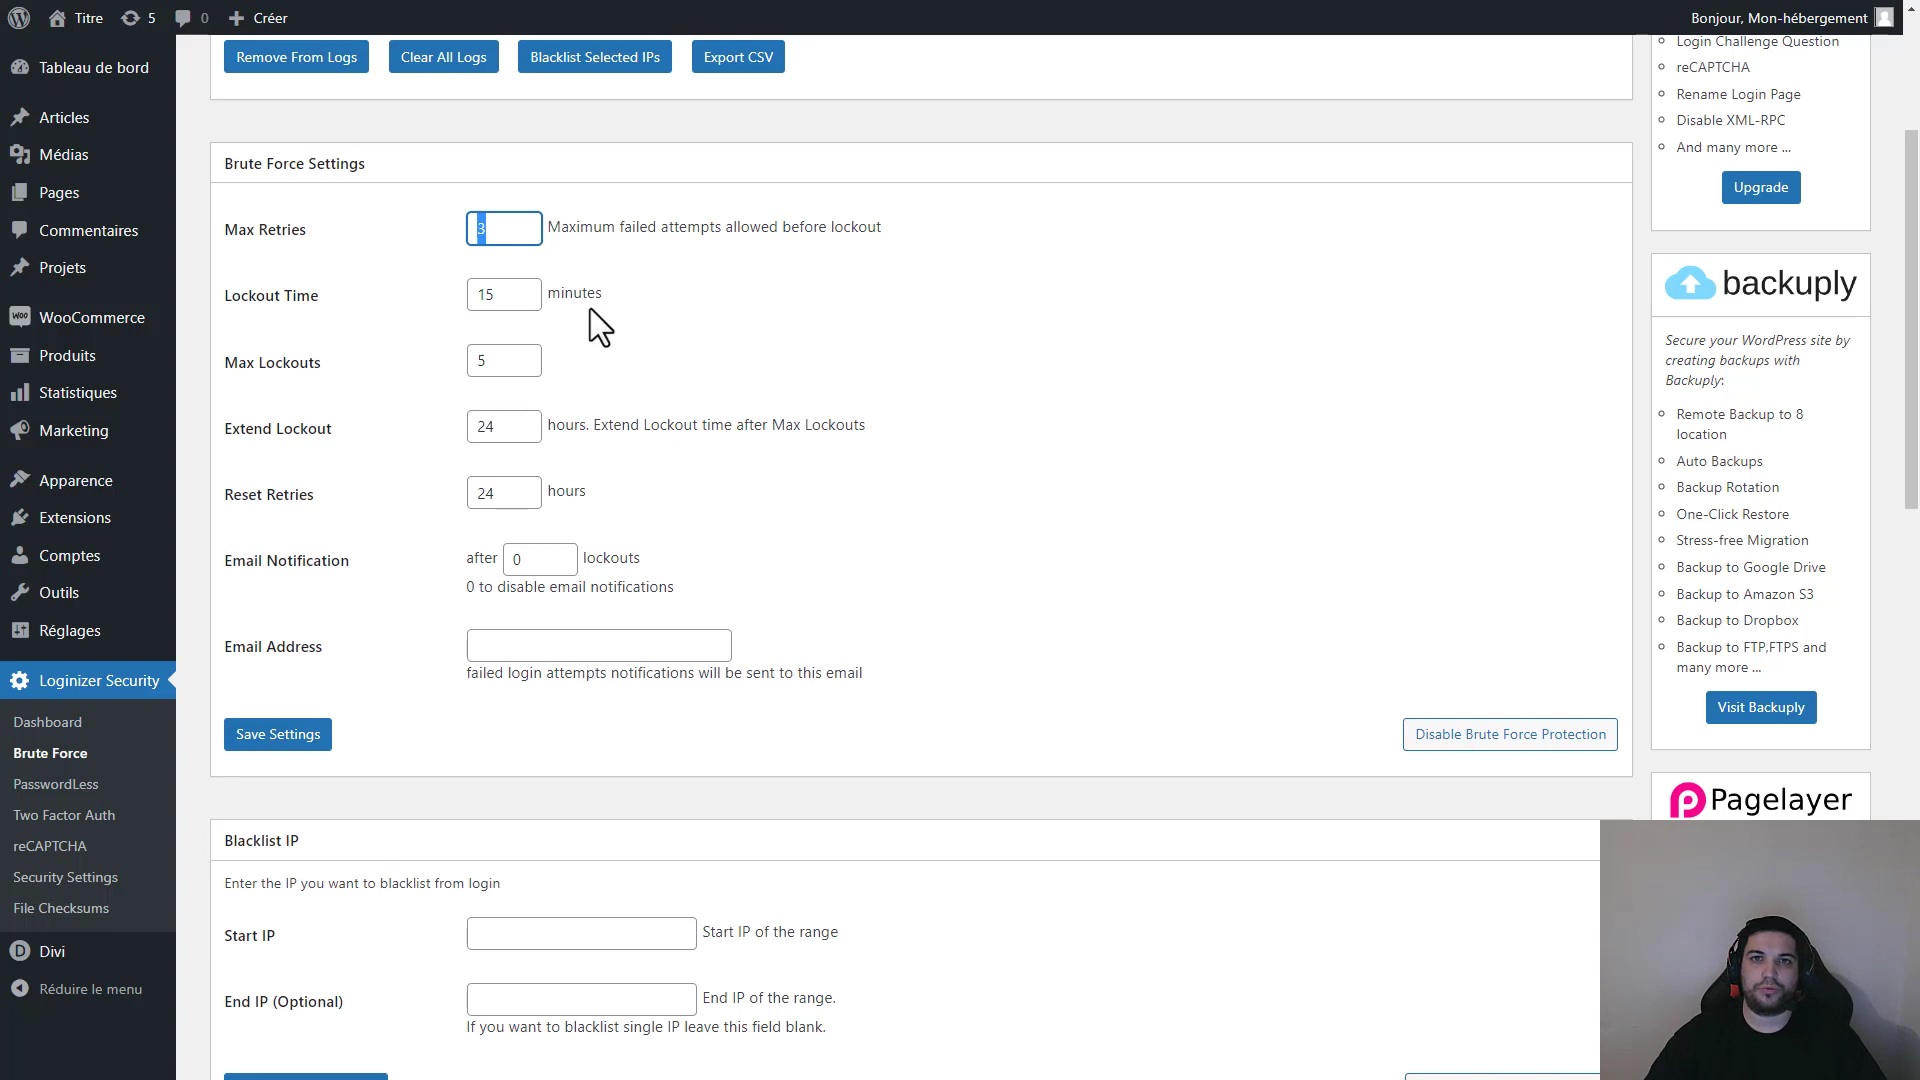 Titre
5
0
Créer
Bonjour, Mon-hébergement
Tableau de bord
Articles
Médias
Pages
Commentaires
Projets
Woo WooCommerce
Produits
Statistiques
Marketing
Apparence
Extensions
Comptes
Outils
Réglages
Loginizer Security
Dashboard
Brute Force
PasswordLess
Two Factor Auth
reCAPTCHA
Security Settings
File Checksums
D Divi
Réduire le menu
Remove From Logs
Clear All Logs
Blacklist Selected IPs
Export CSV
Brute Force Settings
Max Retries
3
Maximum failed attempts allowed before lockout
Lockout Time
15
minutes
Max Lockouts
5
Extend Lockout
24
hours. Extend Lockout time after Max Lockouts
Reset Retries
24
hours
Email Notification
after 0 lockouts
0 to disable email notifications
Email Address
failed login attempts notifications will be sent to this email
Save Settings
Disable Brute Force Protection
Blacklist IP
Enter the IP you want to blacklist from login
Start IP
Start IP of the range
End IP (Optional)
End IP of the range.
If you want to blacklist single IP leave this field blank.
Login Challenge Question
reCAPTCHA
Rename Login Page
Disable XML-RPC
And many more ...
Upgrade
backuply
Secure your WordPress site by
creating backups with
Backuply:
Remote Backup to 8
location
Auto Backups
Backup Rotation
One-Click Restore
Stress-free Migration
Backup to Google Drive
Backup to Amazon S3
Backup to Dropbox
Backup to FTP,FTPS and
many more ...
Visit Backuply
Pagelayer